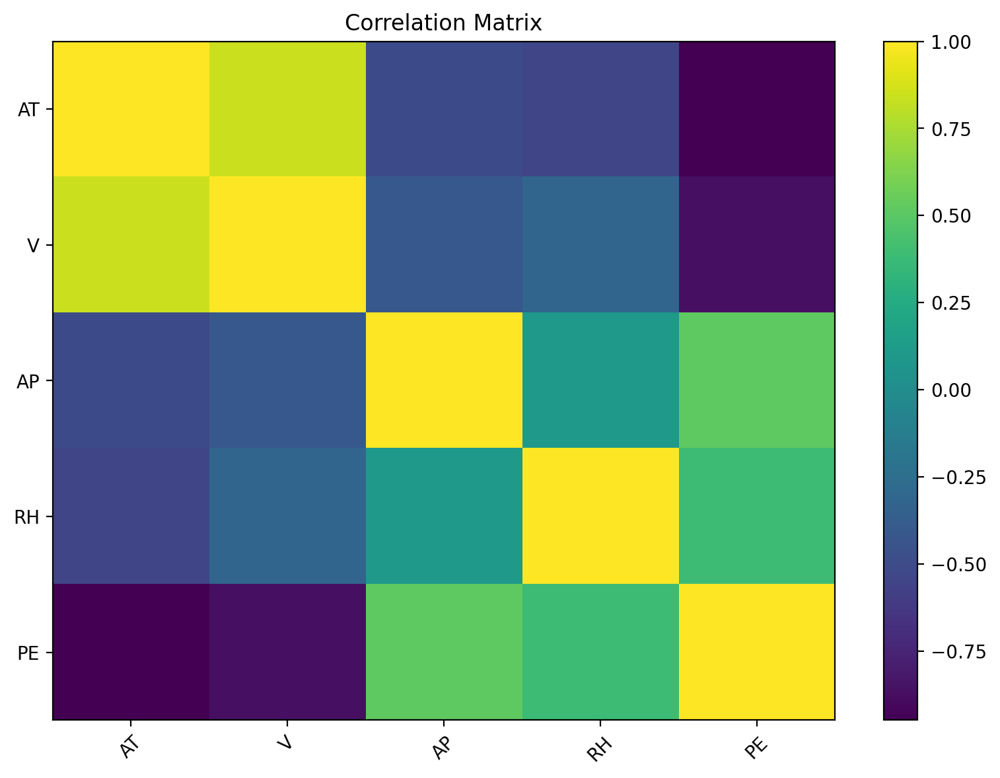 Correlation Matrix
AT
V
AP
RH
PE
AT
V
AP
RH
PE
1.00
0.75
0.50
0.25
0.00
−0.25
−0.50
−0.75